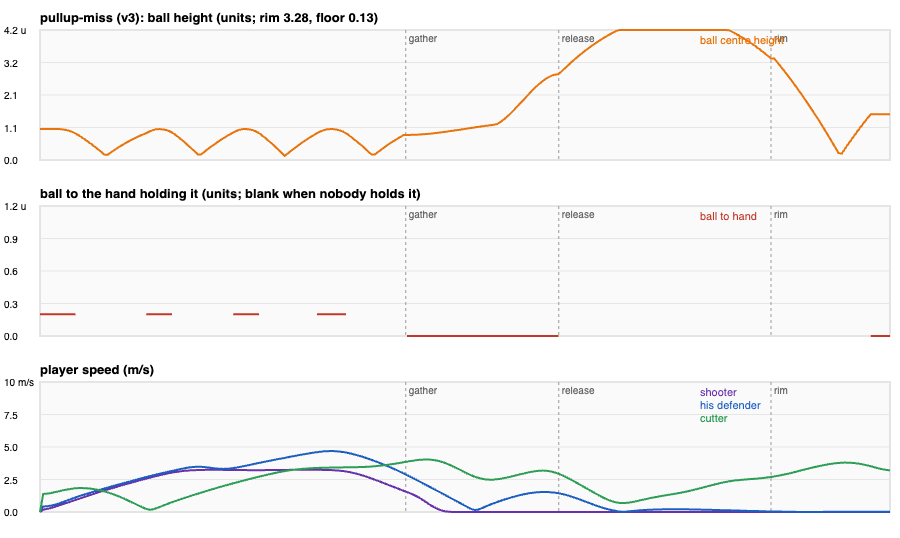 pullup-miss (v3): ball height (units; rim 3.28, floor 0.13)
4.2 u
gather
release
ball centre height
rim
3.2
2.1
1.1
0.0
ball to the hand holding it (units; blank when nobody holds it)
1.2 u
gather
release
ball to hand
rim
0.9
0.6
0.3
0.0
player speed (m/s)
10 m/s
gather
release
shooter
rim
his defender
7.5
cutter
5.0
2.5
0.0